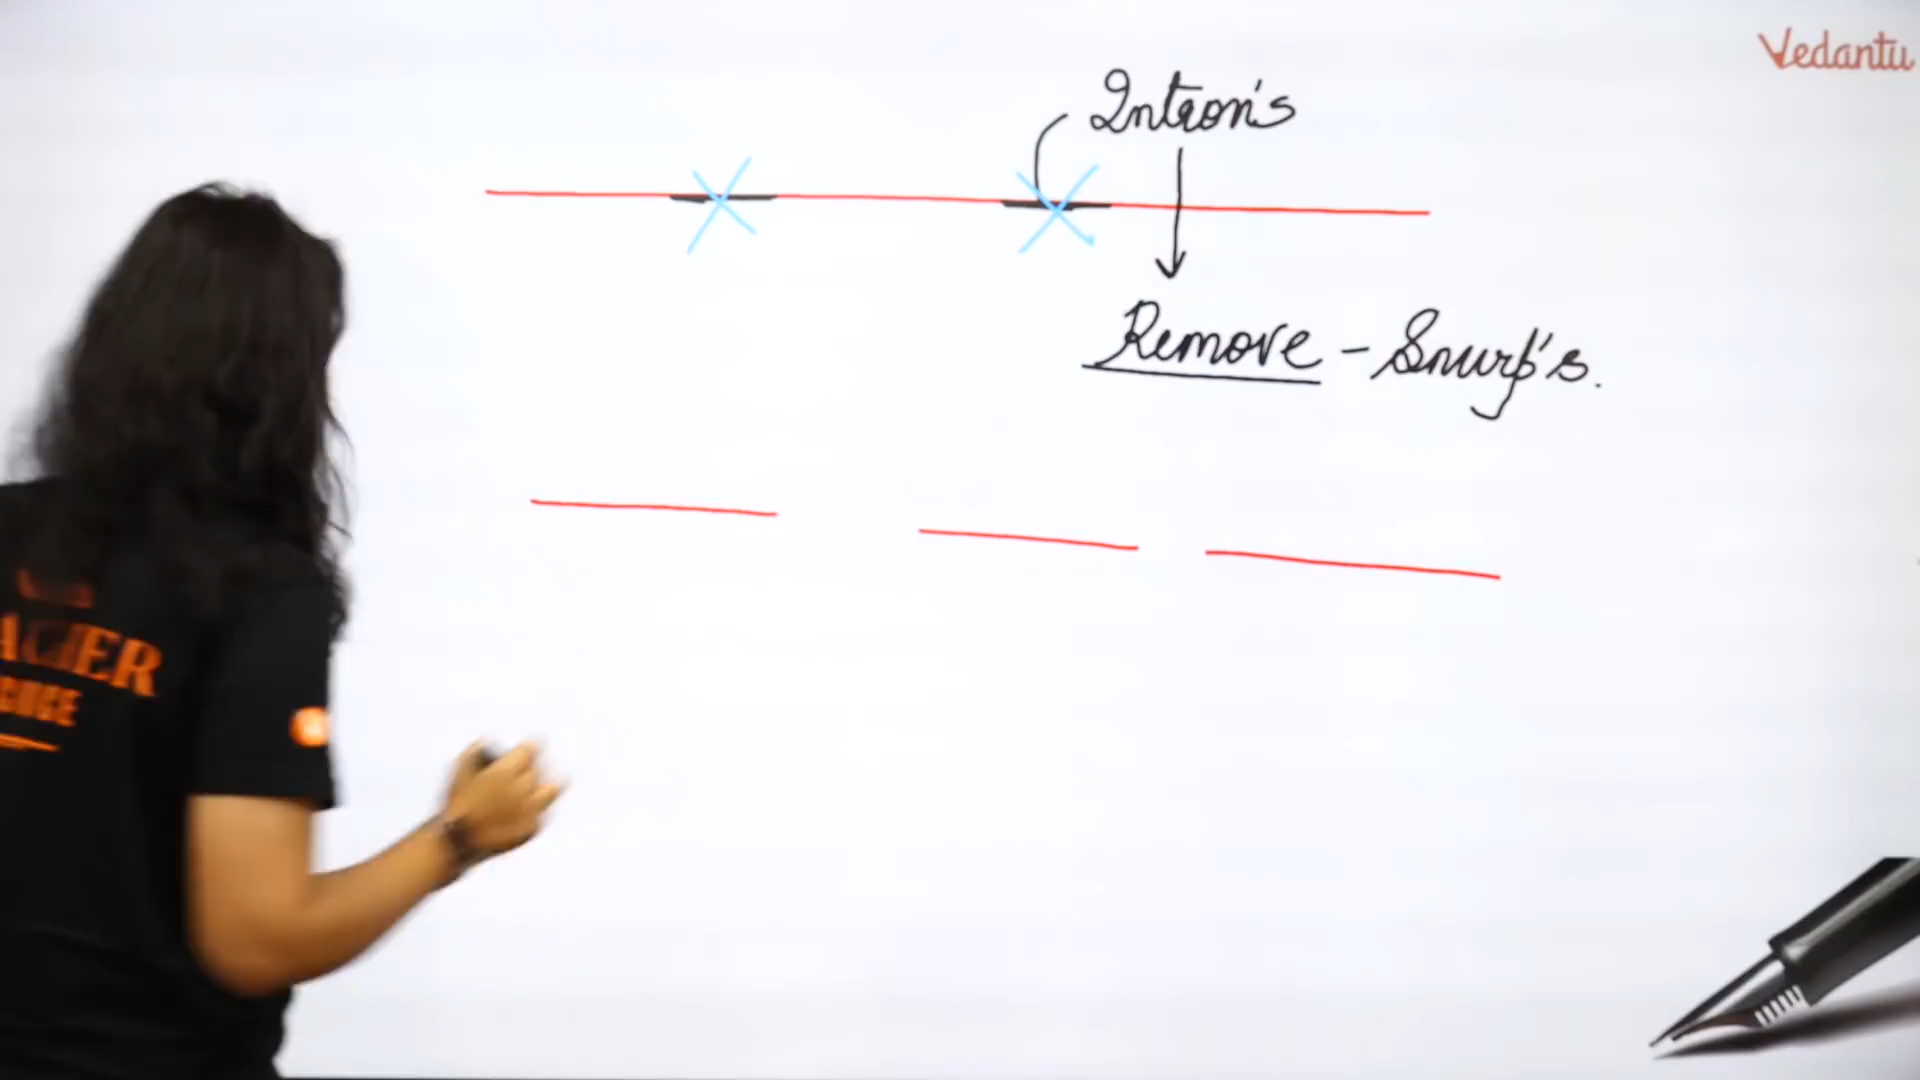 Vedantu
Intron's
Remove - Snurp's.